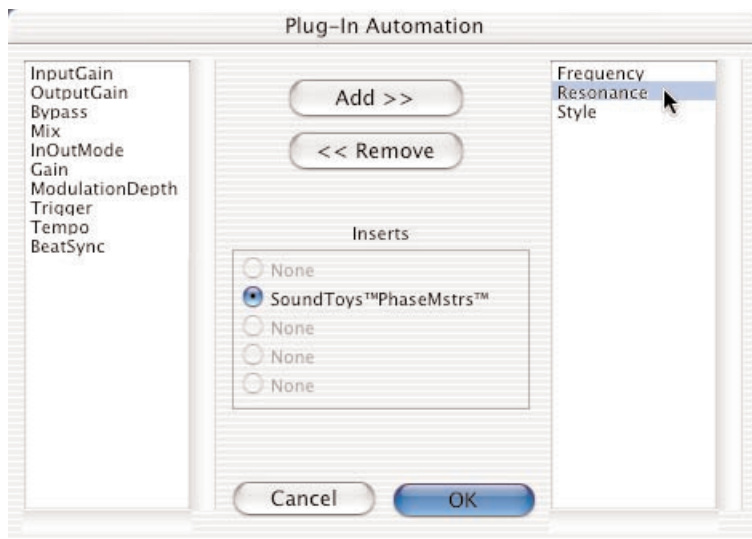 Plug-In Automation
InputGain
OutputGain
Bypass
Mix
InOutMode
Gain
ModulationDepth
Trigger
Tempo
BeatSync
Add >>
<< Remove
Inserts
None
SoundToys™PhaseMstrs™
None
None
None
Cancel
OK
Frequency
Resonance
Style